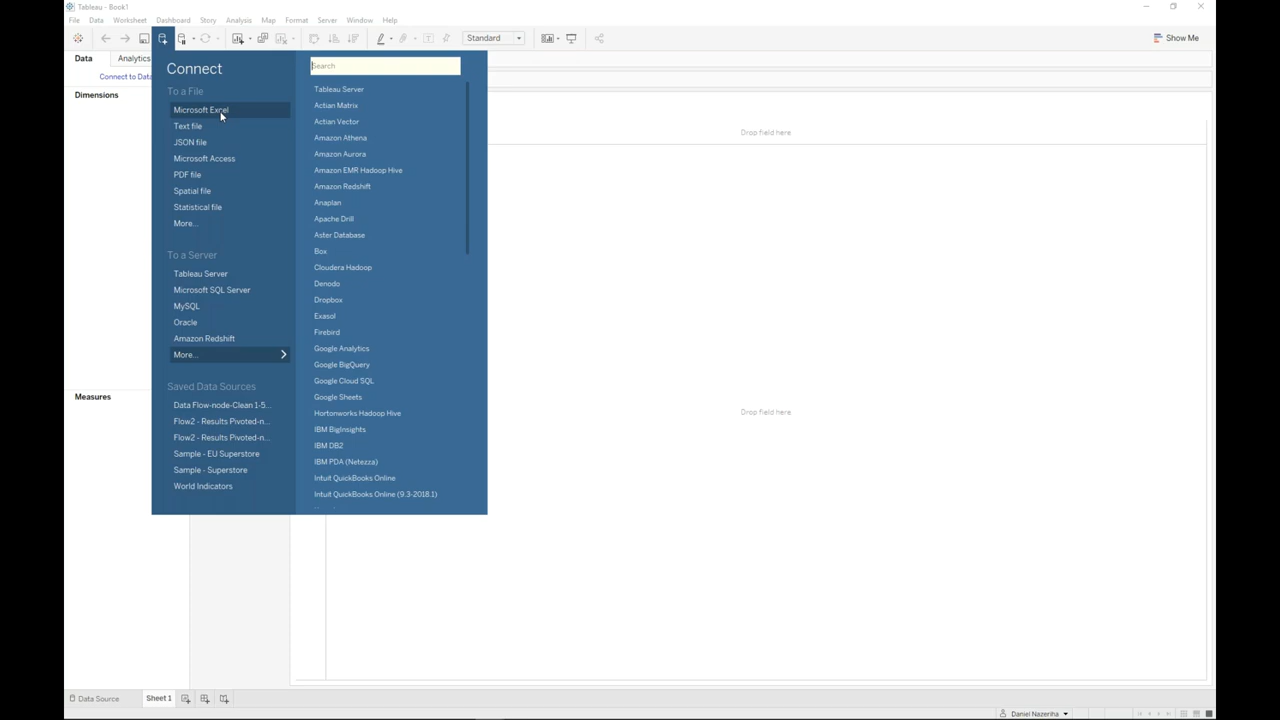 Tableau - Book1
File Data Worksheet Dashboard Story Analysis Map Format Server Window Help
Standard
Show Me
Data Analytics
Connect to Data
Dimensions
Measures
Connect
To a File
Microsoft Excel
Text file
JSON file
Microsoft Access
PDF file
Spatial file
Statistical file
More...
To a Server
Tableau Server
Microsoft SQL Server
MySQL
Oracle
Amazon Redshift
More...
Saved Data Sources
Data Flow-node-Clean 1-5...
Flow2 - Results Pivoted-n...
Flow2 - Results Pivoted-n...
Sample - EU Superstore
Sample - Superstore
World Indicators
Search
Tableau Server
Actian Matrix
Actian Vector
Amazon Athena
Amazon Aurora
Amazon EMR Hadoop Hive
Amazon Redshift
Anaplan
Apache Drill
Aster Database
Box
Cloudera Hadoop
Denodo
Dropbox
Exasol
Firebird
Google Analytics
Google BigQuery
Google Cloud SQL
Google Sheets
Hortonworks Hadoop Hive
IBM BigInsights
IBM DB2
IBM PDA (Netezza)
Intuit QuickBooks Online
Intuit QuickBooks Online (9.3-2018.1)
Drop field here
Drop field here
Data Source Sheet 1
Daniel Nazeriha